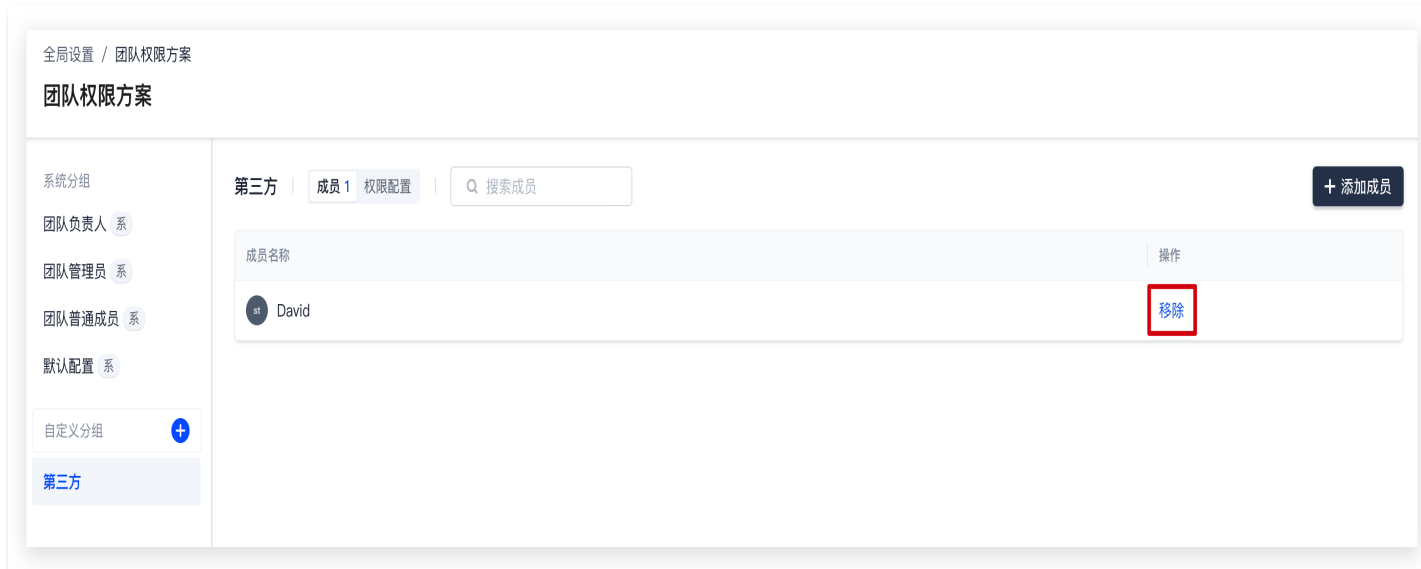 全局设置 / 团队权限方案
团队权限方案
系统分组
团队负责人 系
团队管理员 系
团队普通成员 系
默认配置 系
自定义分组
第三方
第三方 成员 1 权限配置 搜索成员 + 添加成员
成员名称 操作
st David 移除